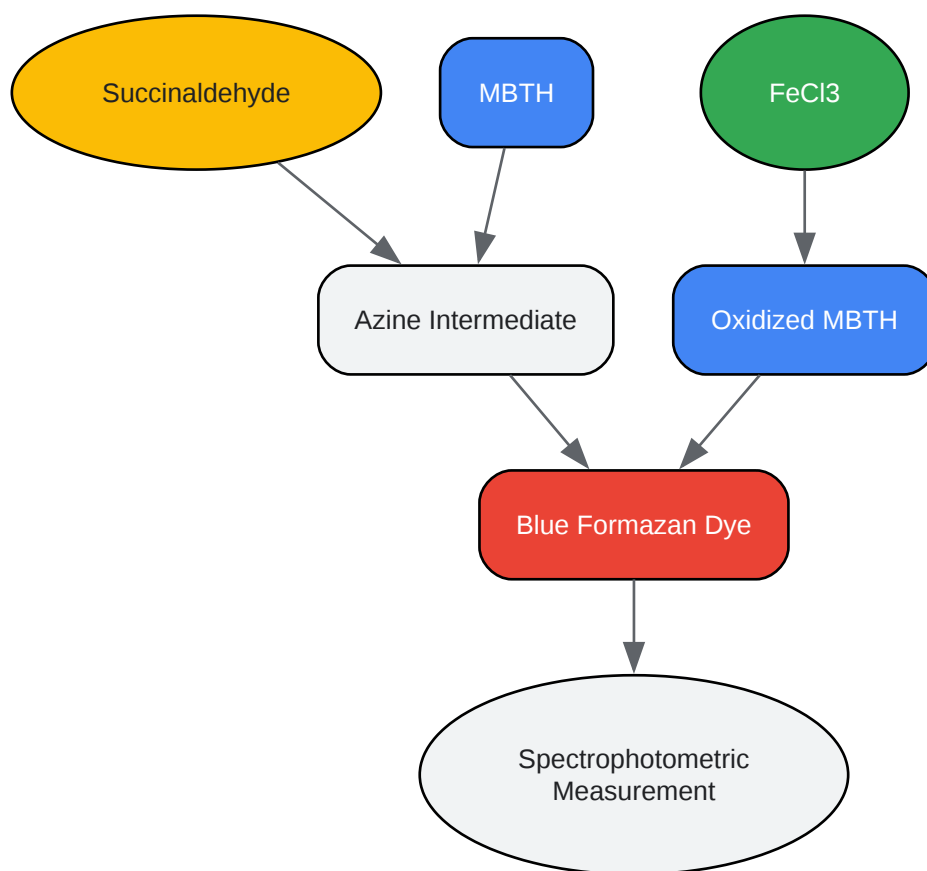 Succinaldehyde
MBTH
FeCl3
Azine Intermediate
Oxidized MBTH
Blue Formazan Dye
Spectrophotometric
Measurement